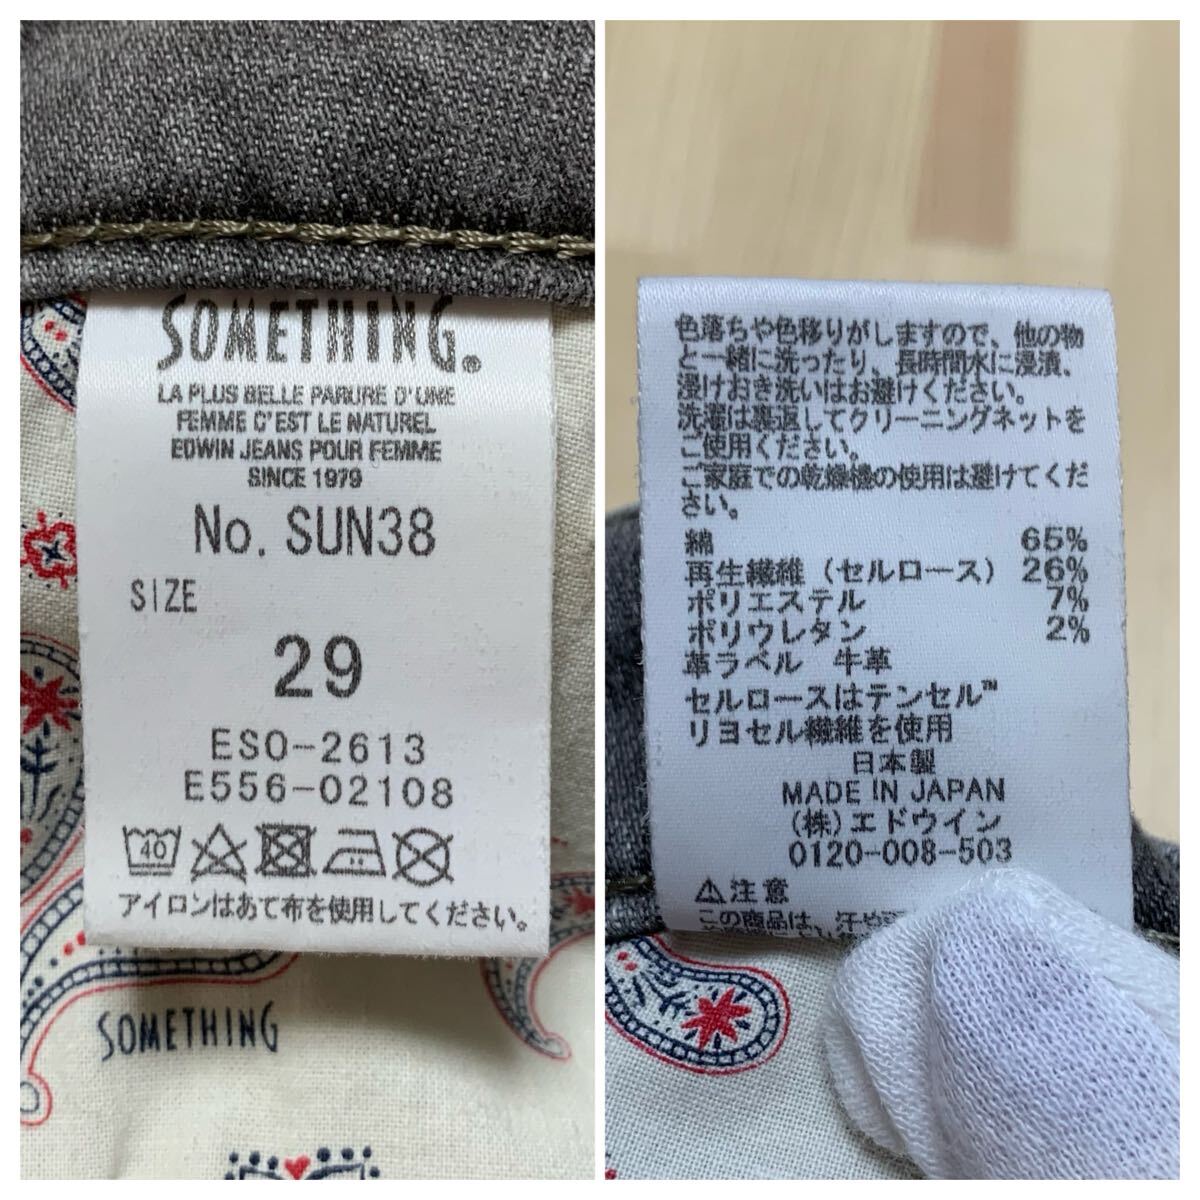 SOMETHING®
LA PLUS BELLE PARURE D'UNE
FEMME C'EST LE NATUREL
EDWIN JEANS POUR FEMME
SINCE 1979
No. SUN38
SIZE
29
ESO-2613
E556-02108
40
アイロンはあて布を使用してください。
SOMETHING
色落ちや色移りがしますので、他の物
と一緒に洗ったり、長時間水に浸漬、
浸けおき洗いはお避けください。
洗濯は裏返してクリーニングネットを
ご使用ください。
ご家庭での乾燥機の使用は避けてくだ
さい。
綿 65%
再生繊維（セルロース） 26%
ポリエステル 7%
ポリウレタン 2%
革ラベル 牛革
セルロースはテンセル™
リヨセル繊維を使用
日本製
MADE IN JAPAN
(株)エドウイン
0120-008-503
⚠注意
この商品は、汗や